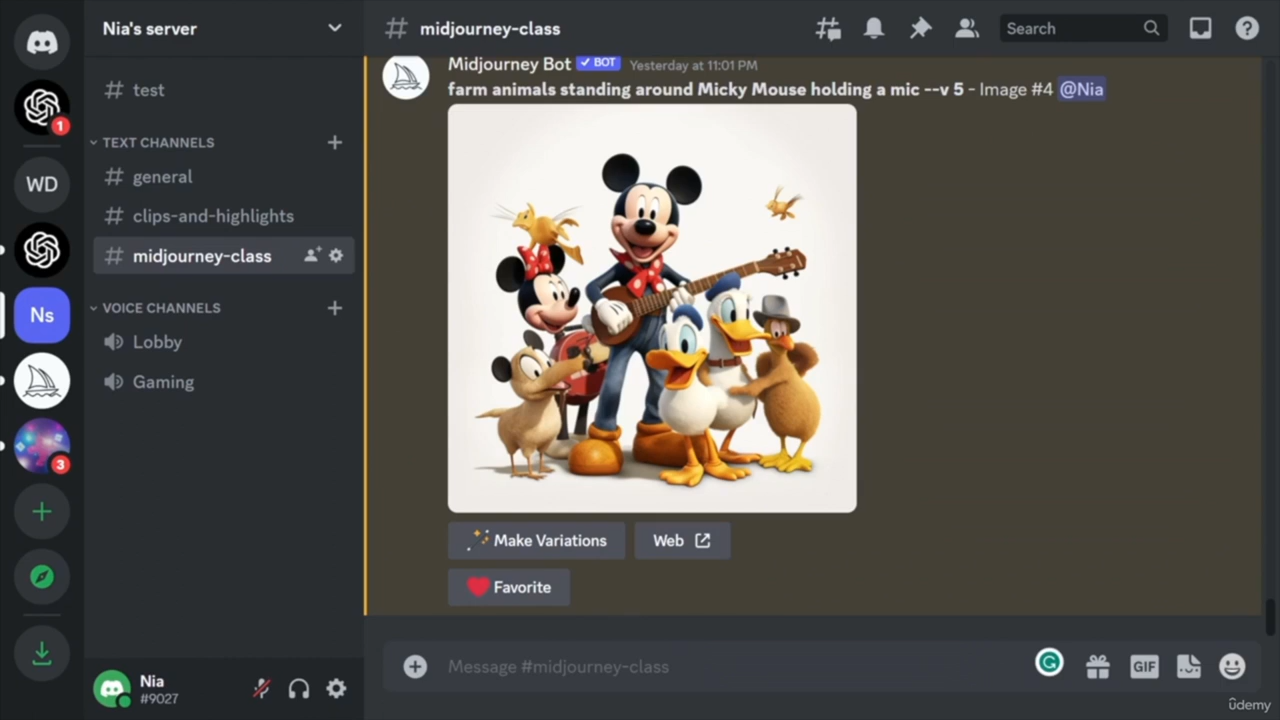 Nia's server
test
TEXT CHANNELS
general
clips-and-highlights
midjourney-class
VOICE CHANNELS
Lobby
Gaming
Nia
#9027
1
WD
Ns
3
midjourney-class
Search
Midjourney Bot BOT Yesterday at 11:01 PM
farm animals standing around Micky Mouse holding a mic --v 5 - Image #4 @Nia
Make Variations
Web
Favorite
Message #midjourney-class
GIF
ûdemy